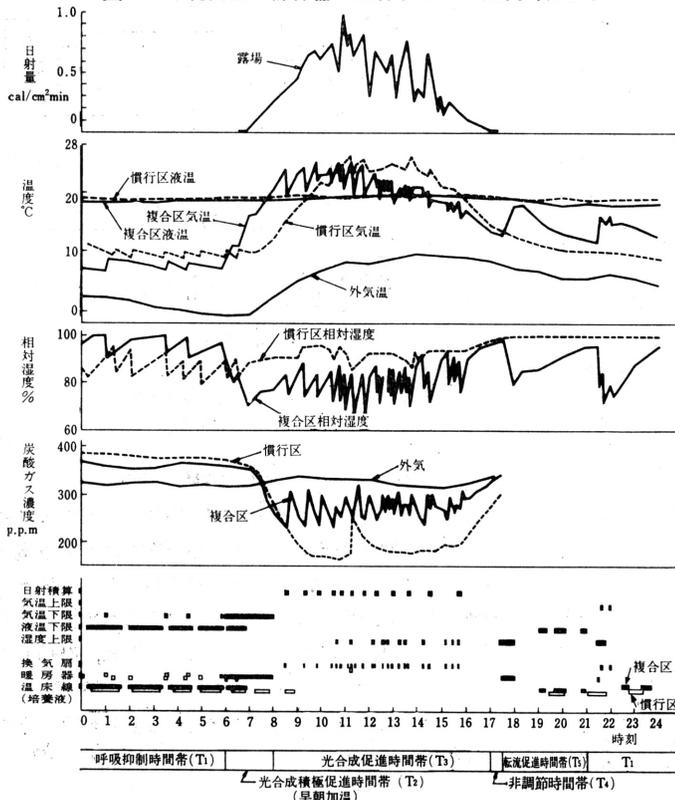 1.0
日射量
cal/cm²min
0.5
0
露場
28
温度
℃
20
10
0
慣行区液温
複合区気温
複合区液温
慣行区気温
外気温
100
相対湿度
%
80
60
慣行区相対湿度
複合区相対湿度
400
炭酸ガス濃度
p.p.m
300
200
慣行区
外気
複合区
日射積算
気温上限
気温下限
液温下限
湿度上限
換気扇
暖房器
温床線
(培養液)
複合区
慣行区
0 1 2 3 4 5 6 7 8 9 10 11 12 13 14 15 16 17 18 19 20 21 22 23 24
時刻
呼吸抑制時間帯(T₁) 光合成促進時間帯(T₃) 転流促進時間帯(T₅) T₁
光合成積極促進時間帯(T₂) 非調節時間帯(T₄)
(早朝加温)